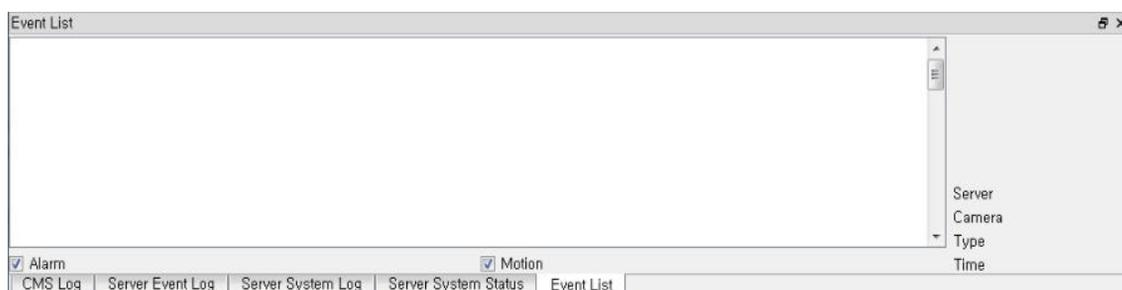 Event List
Server
Camera
Type
Alarm Motion Time
CMS Log Server Event Log Server System Log Server System Status Event List